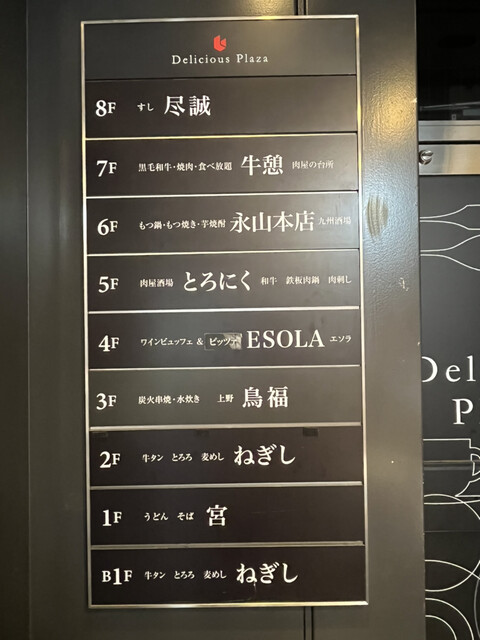 Delicious Plaza
8F すし 尽誠
7F 黒毛和牛・焼肉・食べ放題 牛憩 肉屋の台所
6F もつ鍋・もつ焼き・芋焼酎 永山本店 九州酒場
5F 肉屋酒場 とろにく 和牛 鉄板肉鍋 肉刺し
4F ワインビュッフェ & ピッツァ ESOLA エソラ
3F 炭火串焼・水炊き 上野 鳥福
2F 牛タン とろろ 麦めし ねぎし
1F うどん そば 宮
B1F 牛タン とろろ 麦めし ねぎし
Del
P